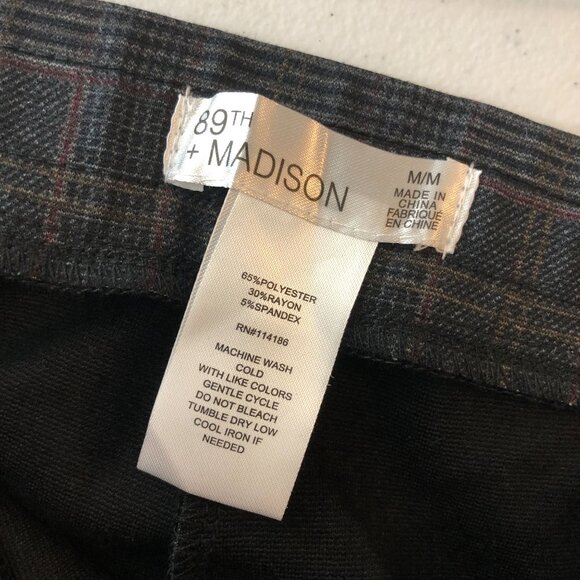 89TH
+ MADISON
M/M
MADE IN
CHINA
FABRIQUÉ
EN CHINE
65%POLYESTER
30%RAYON
5%SPANDEX
RN#114186
MACHINE WASH
COLD
WITH LIKE COLORS
GENTLE CYCLE
DO NOT BLEACH
TUMBLE DRY LOW
COOL IRON IF
NEEDED